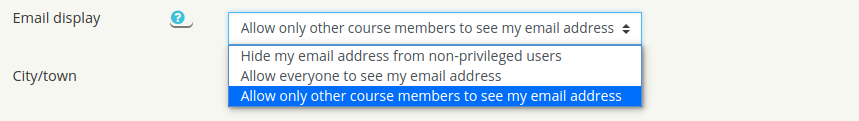 Email display ? Allow only other course members to see my email address
Hide my email address from non-privileged users
City/town Allow everyone to see my email address
Allow only other course members to see my email address